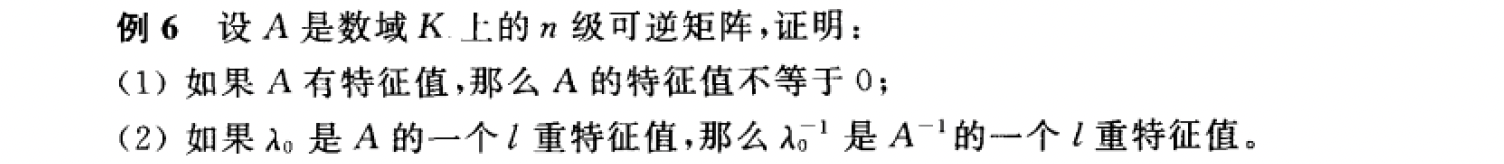 例 6 设 A 是数域 K 上的 n 级可逆矩阵,证明:
(1) 如果 A 有特征值,那么 A 的特征值不等于 0;
(2) 如果 λ₀ 是 A 的一个 l 重特征值,那么 λ₀⁻¹ 是 A⁻¹的一个 l 重特征值。